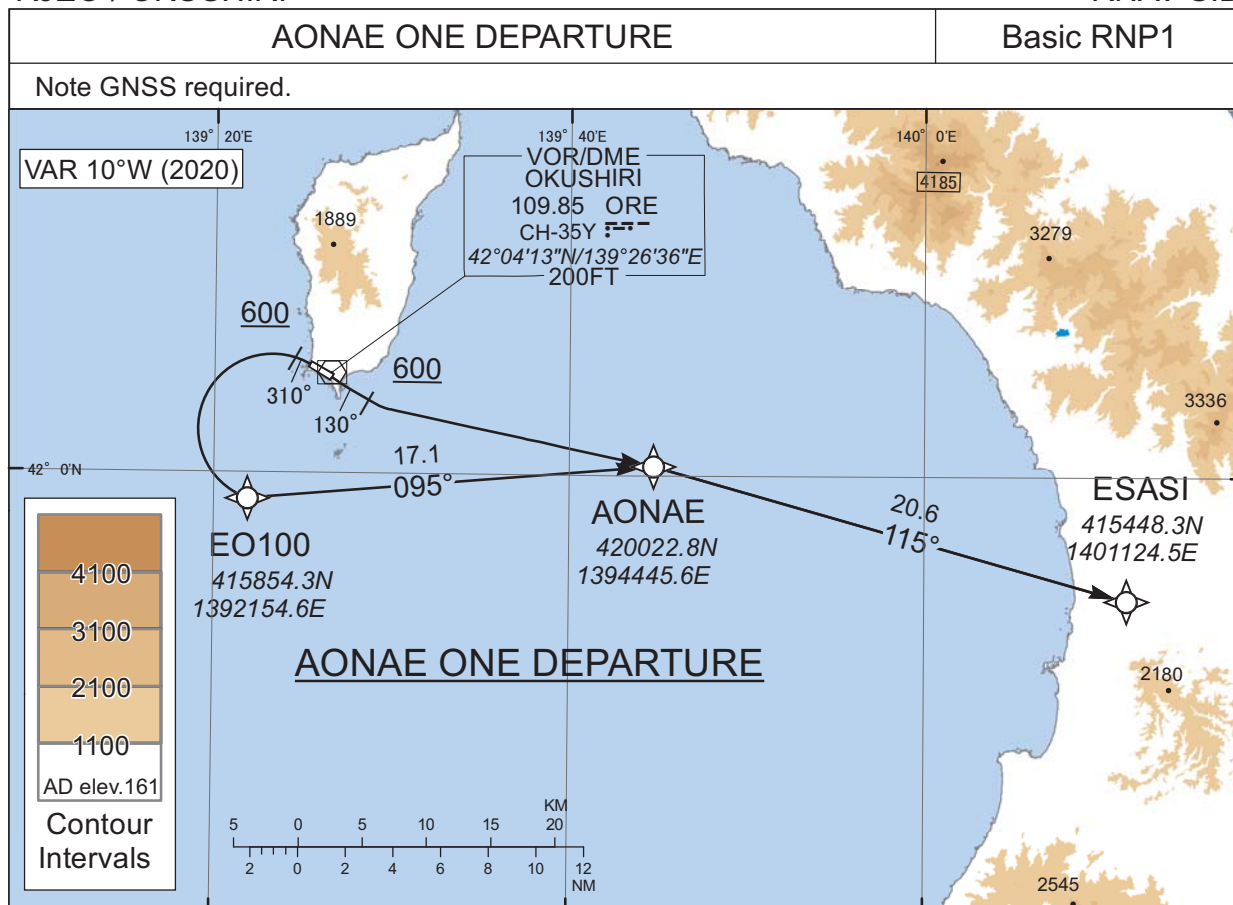 AONAE ONE DEPARTURE
Basic RNP1
Note GNSS required.
139° 20'E
139° 40'E
140° 0'E
VAR 10°W (2020)
VOR/DME
OKUSHIRI
109.85 ORE
CH-35Y
42°04'13"N/139°26'36"E
200FT
4185
1889
3279
600
600
310°
130°
3336
42° 0'N
17.1
095°
ESASI
415448.3N
1401124.5E
20.6
115°
AONAE
420022.8N
1394445.6E
EO100
415854.3N
1392154.6E
4100
3100
2100
1100
AD elev.161
Contour
Intervals
AONAE ONE DEPARTURE
2180
KM
5 0 5 10 15 20
2 0 2 4 6 8 10 12
NM
2545